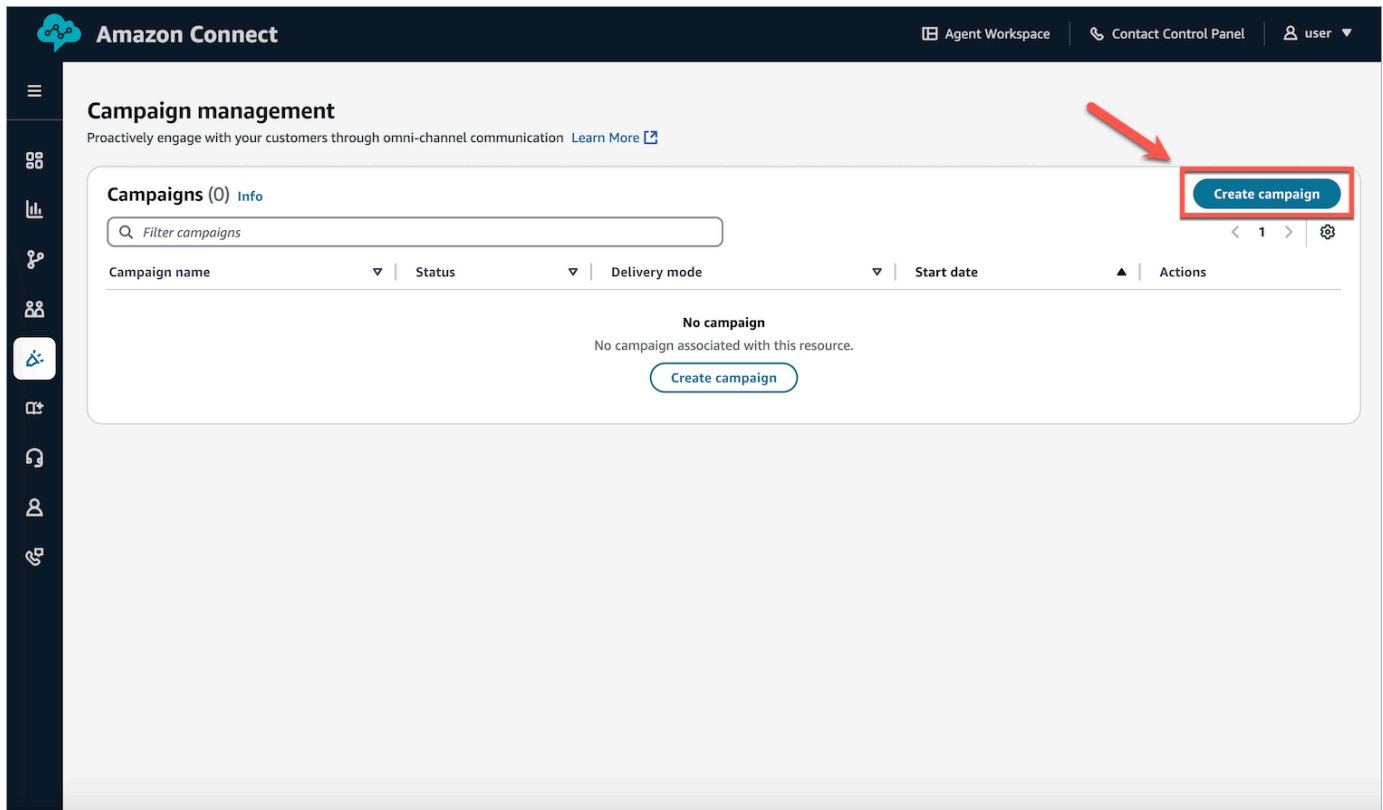 Amazon Connect
Agent Workspace
Contact Control Panel
user
Campaign management
Proactively engage with your customers through omni-channel communication Learn More
Campaigns (0) Info
Create campaign
Filter campaigns
1
Campaign name
Status
Delivery mode
Start date
Actions
No campaign
No campaign associated with this resource.
Create campaign